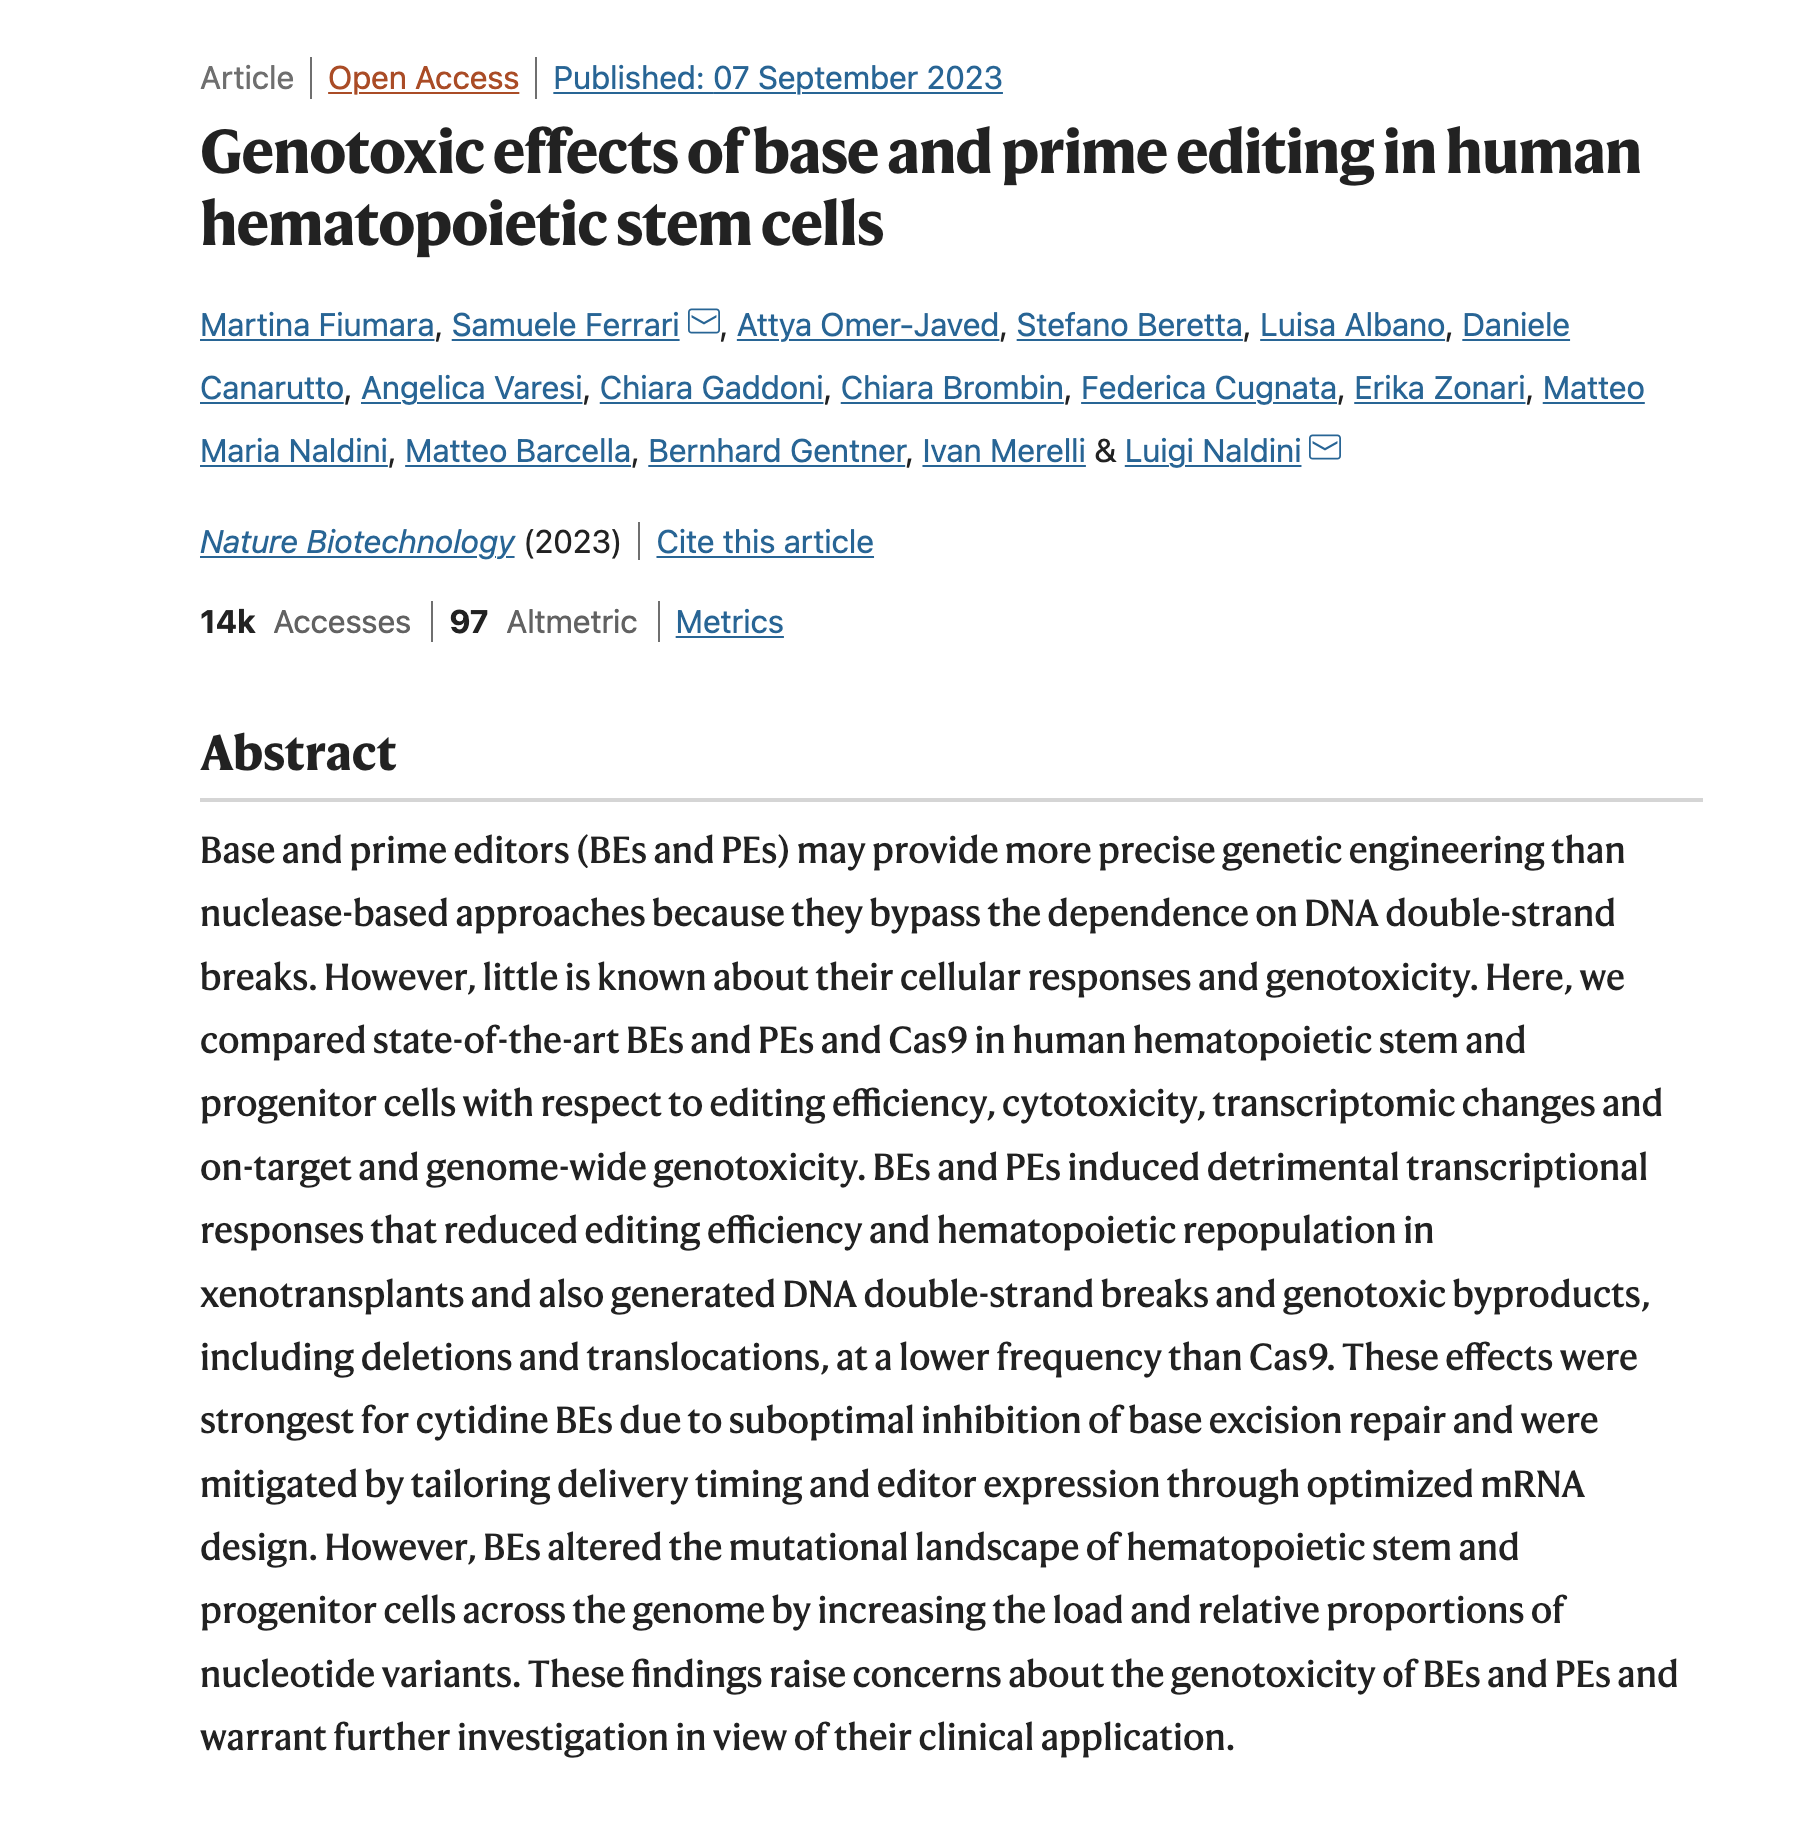 Article | Open Access | Published: 07 September 2023
Genotoxic effects of base and prime editing in human
hematopoietic stem cells
Martina Fiumara, Samuele Ferrari, Attya Omer-Javed, Stefano Beretta, Luisa Albano, Daniele
Canarutto, Angelica Varesi, Chiara Gaddoni, Chiara Brombin, Federica Cugnata, Erika Zonari, Matteo
Maria Naldini, Matteo Barcella, Bernhard Gentner, Ivan Merelli & Luigi Naldini
Nature Biotechnology (2023) | Cite this article
14k Accesses | 97 Altmetric | Metrics
Abstract
Base and prime editors (BEs and PEs) may provide more precise genetic engineering than
nuclease-based approaches because they bypass the dependence on DNA double-strand
breaks. However, little is known about their cellular responses and genotoxicity. Here, we
compared state-of-the-art BEs and PEs and Cas9 in human hematopoietic stem and
progenitor cells with respect to editing efficiency, cytotoxicity, transcriptomic changes and
on-target and genome-wide genotoxicity. BEs and PEs induced detrimental transcriptional
responses that reduced editing efficiency and hematopoietic repopulation in
xenotransplants and also generated DNA double-strand breaks and genotoxic byproducts,
including deletions and translocations, at a lower frequency than Cas9. These effects were
strongest for cytidine BEs due to suboptimal inhibition of base excision repair and were
mitigated by tailoring delivery timing and editor expression through optimized mRNA
design. However, BEs altered the mutational landscape of hematopoietic stem and
progenitor cells across the genome by increasing the load and relative proportions of
nucleotide variants. These findings raise concerns about the genotoxicity of BEs and PEs and
warrant further investigation in view of their clinical application.